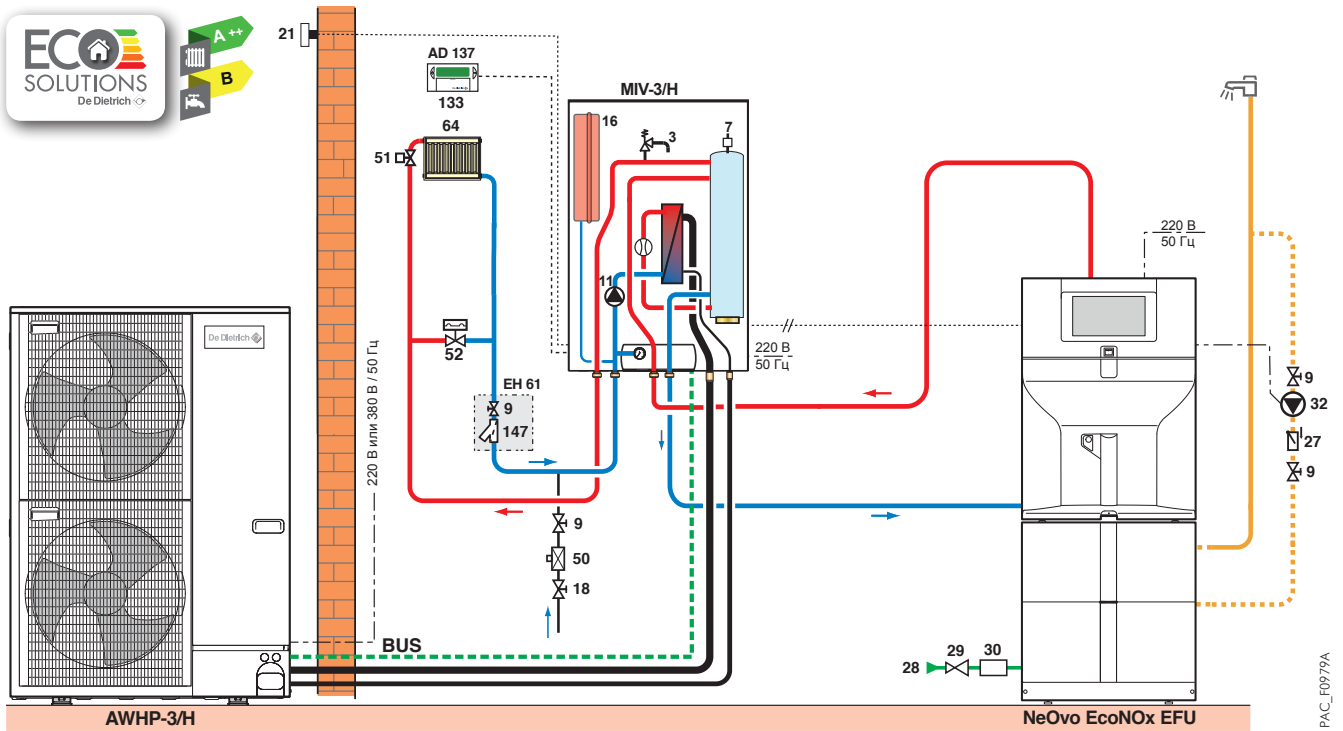 ECO
SOLUTIONS
De Dietrich
A ++
B
21
AD 137
133
64
51
MIV-3/H
16
3
7
11
220 В
50 Гц
220 В
50 Гц
52
EH 61
9
147
9
50
18
220 В или 380 В / 50 Гц
De Dietrich
BUS
9
32
27
9
28
29
30
AWHP-3/H
NeOvo EcoNOx EFU
PAC_F0979A